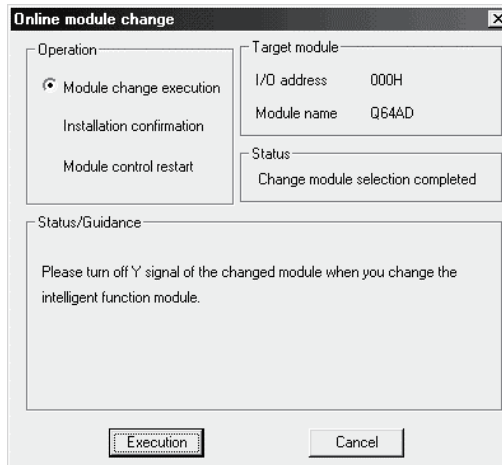 Online module change
Operation
Module change execution
Installation confirmation
Module control restart
Target module
I/O address 000H
Module name Q64AD
Status
Change module selection completed
Status/Guidance
Please turn off Y signal of the changed module when you change the
intelligent function module.
Execution Cancel